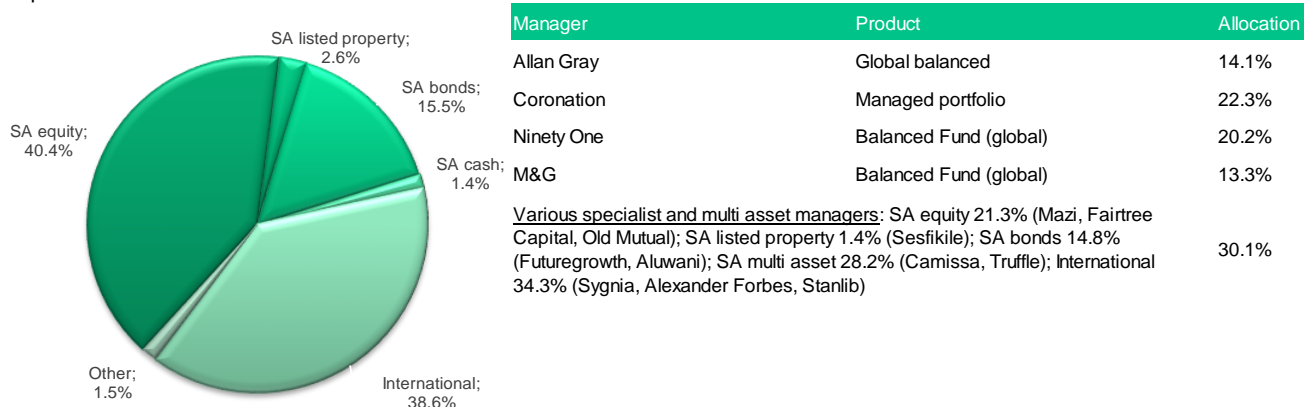 SA listed property;
2.6%
SA bonds;
15.5%
SA equity;
40.4%
SA cash;
1.4%
Other;
1.5%
International;
38.6%
Manager Product Allocation
Allan Gray Global balanced 14.1%
Coronation Managed portfolio 22.3%
Ninety One Balanced Fund (global) 20.2%
M&G Balanced Fund (global) 13.3%
Various specialist and multi asset managers: SA equity 21.3% (Mazi, Fairtree
Capital, Old Mutual); SA listed property 1.4% (Sesfikile); SA bonds 14.8%
(Futuregrowth, Aluwani); SA multi asset 28.2% (Camissa, Truffle); International
34.3% (Sygnia, Alexander Forbes, Stanlib)
30.1%